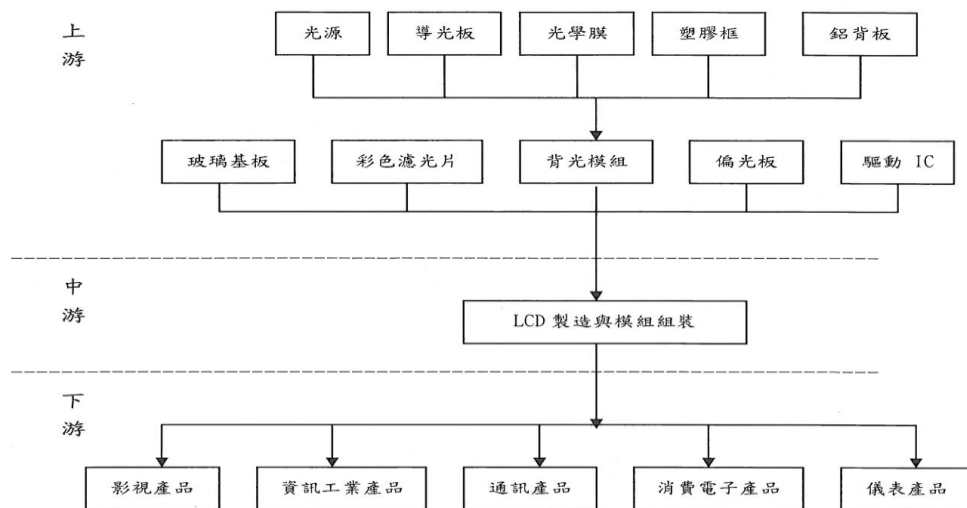 上游
光源
導光板
光學膜
塑膠框
鋁背板
玻璃基板
彩色濾光片
背光模組
偏光板
驅動 IC
中游
LCD 製造與模組組裝
下游
影視產品
資訊工業產品
通訊產品
消費電子產品
儀表產品